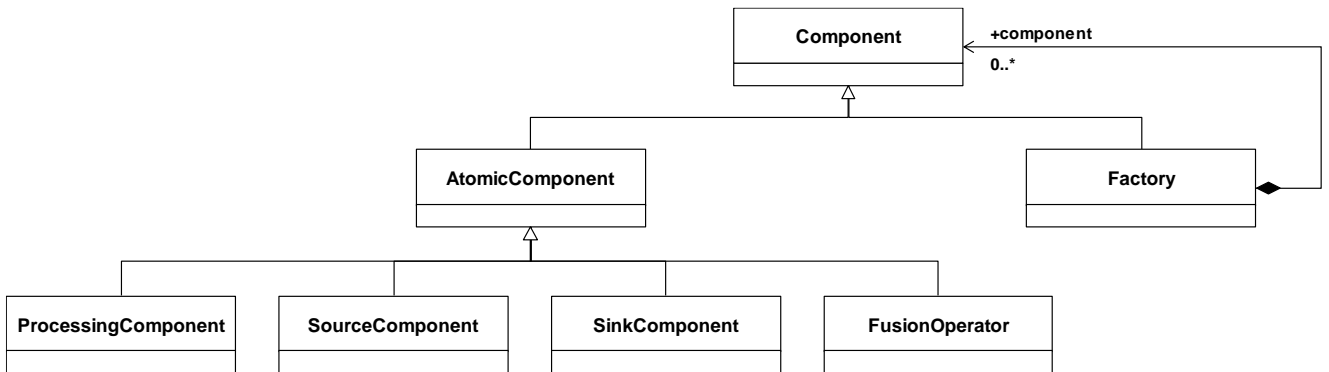 Component
+component
0..*
AtomicComponent
Factory
ProcessingComponent
SourceComponent
SinkComponent
FusionOperator